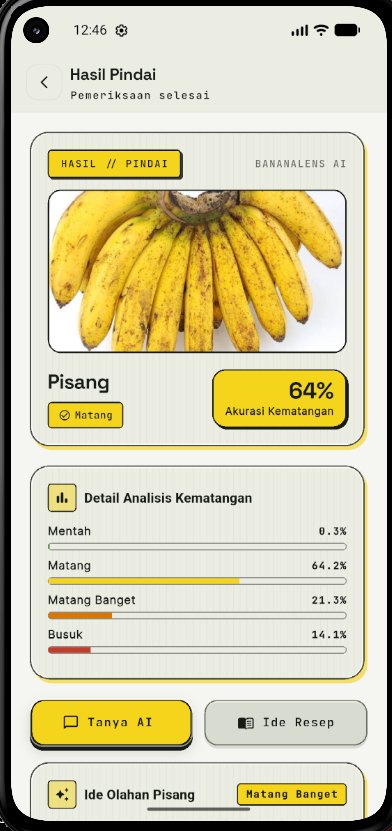 12:46
Hasil Pindai
Pemeriksaan selesai
HASIL // PINDAI
BANANALENS AI
Pisang
Matang
64%
Akurasi Kematangan
Detail Analisis Kematangan
Mentah 0.3%
Matang 64.2%
Matang Banget 21.3%
Busuk 14.1%
Tanya AI
Ide Resep
Ide Olahan Pisang
Matang Banget